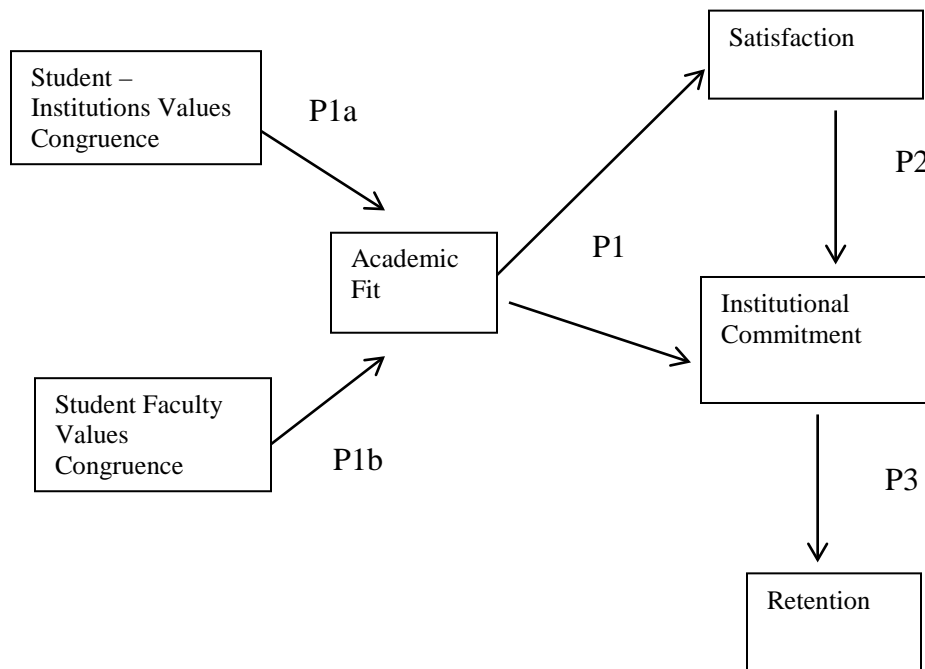 Satisfaction
Student –
Institutions Values
Congruence
P1a
P2
Academic
Fit
P1
Institutional
Commitment
Student Faculty
Values
Congruence
P1b
P3
Retention